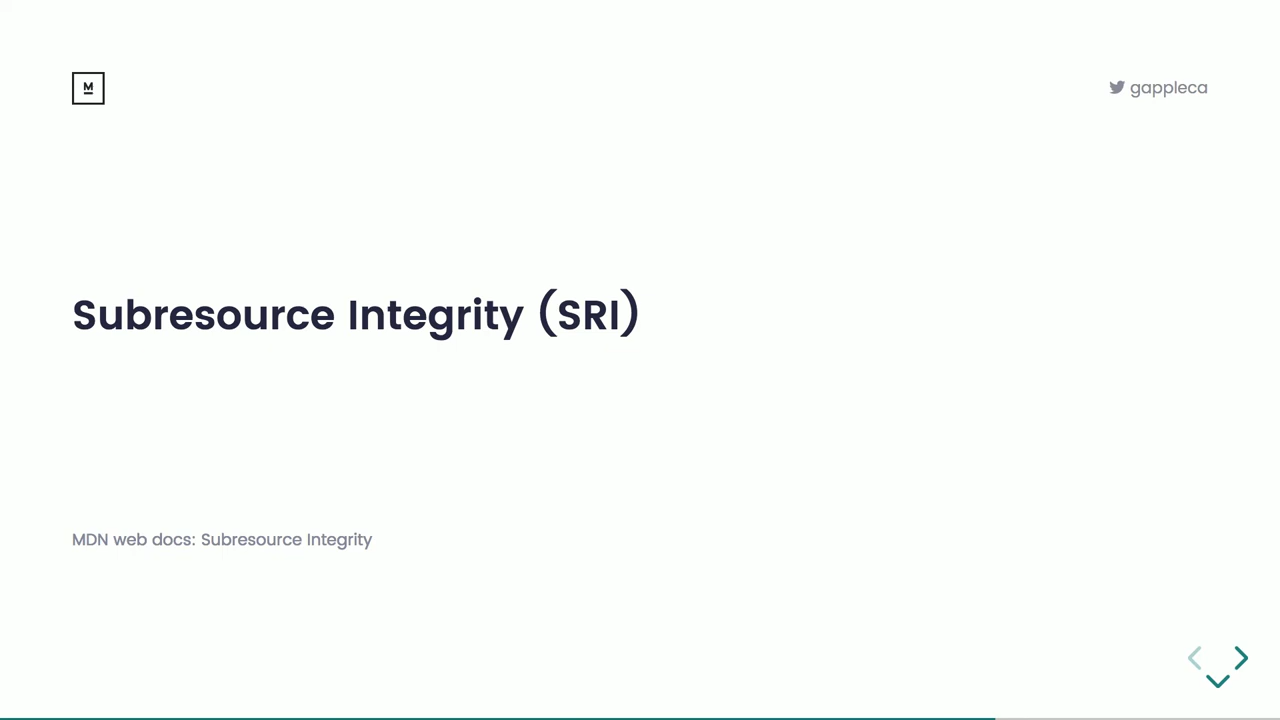 M
gappleca
Subresource Integrity (SRI)
MDN web docs: Subresource Integrity